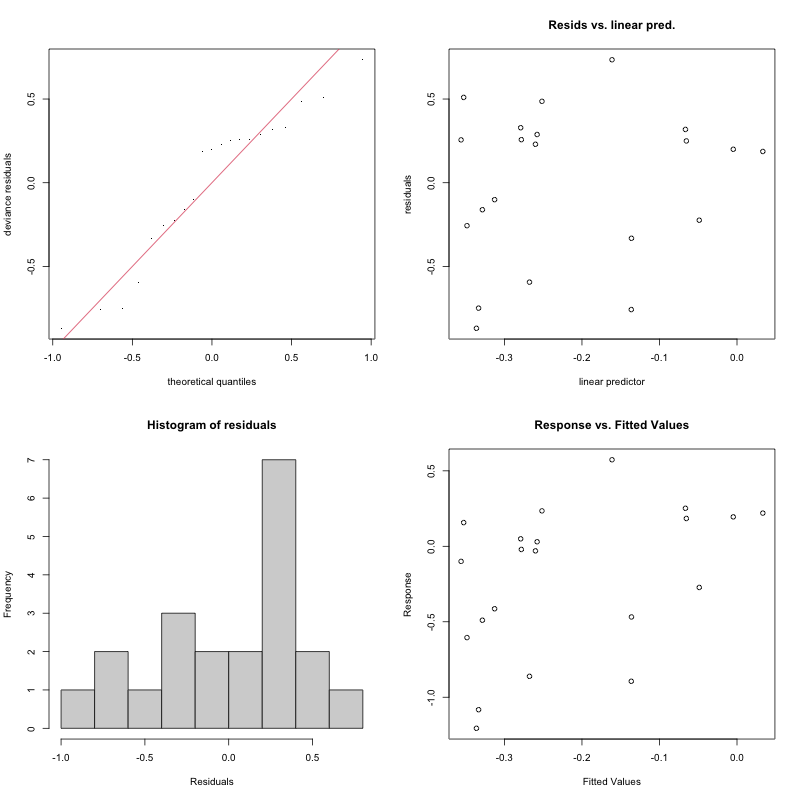 deviance residuals
0.5
0.0
-0.5
-1.0 -0.5 0.0 0.5 1.0
theoretical quantiles
Resids vs. linear pred.
residuals
0.5
0.0
-0.5
-0.3 -0.2 -0.1 0.0
linear predictor
Histogram of residuals
Frequency
7
6
5
4
3
2
1
0
-1.0 -0.5 0.0 0.5
Residuals
Response vs. Fitted Values
Response
0.5
0.0
-0.5
-1.0
-0.3 -0.2 -0.1 0.0
Fitted Values